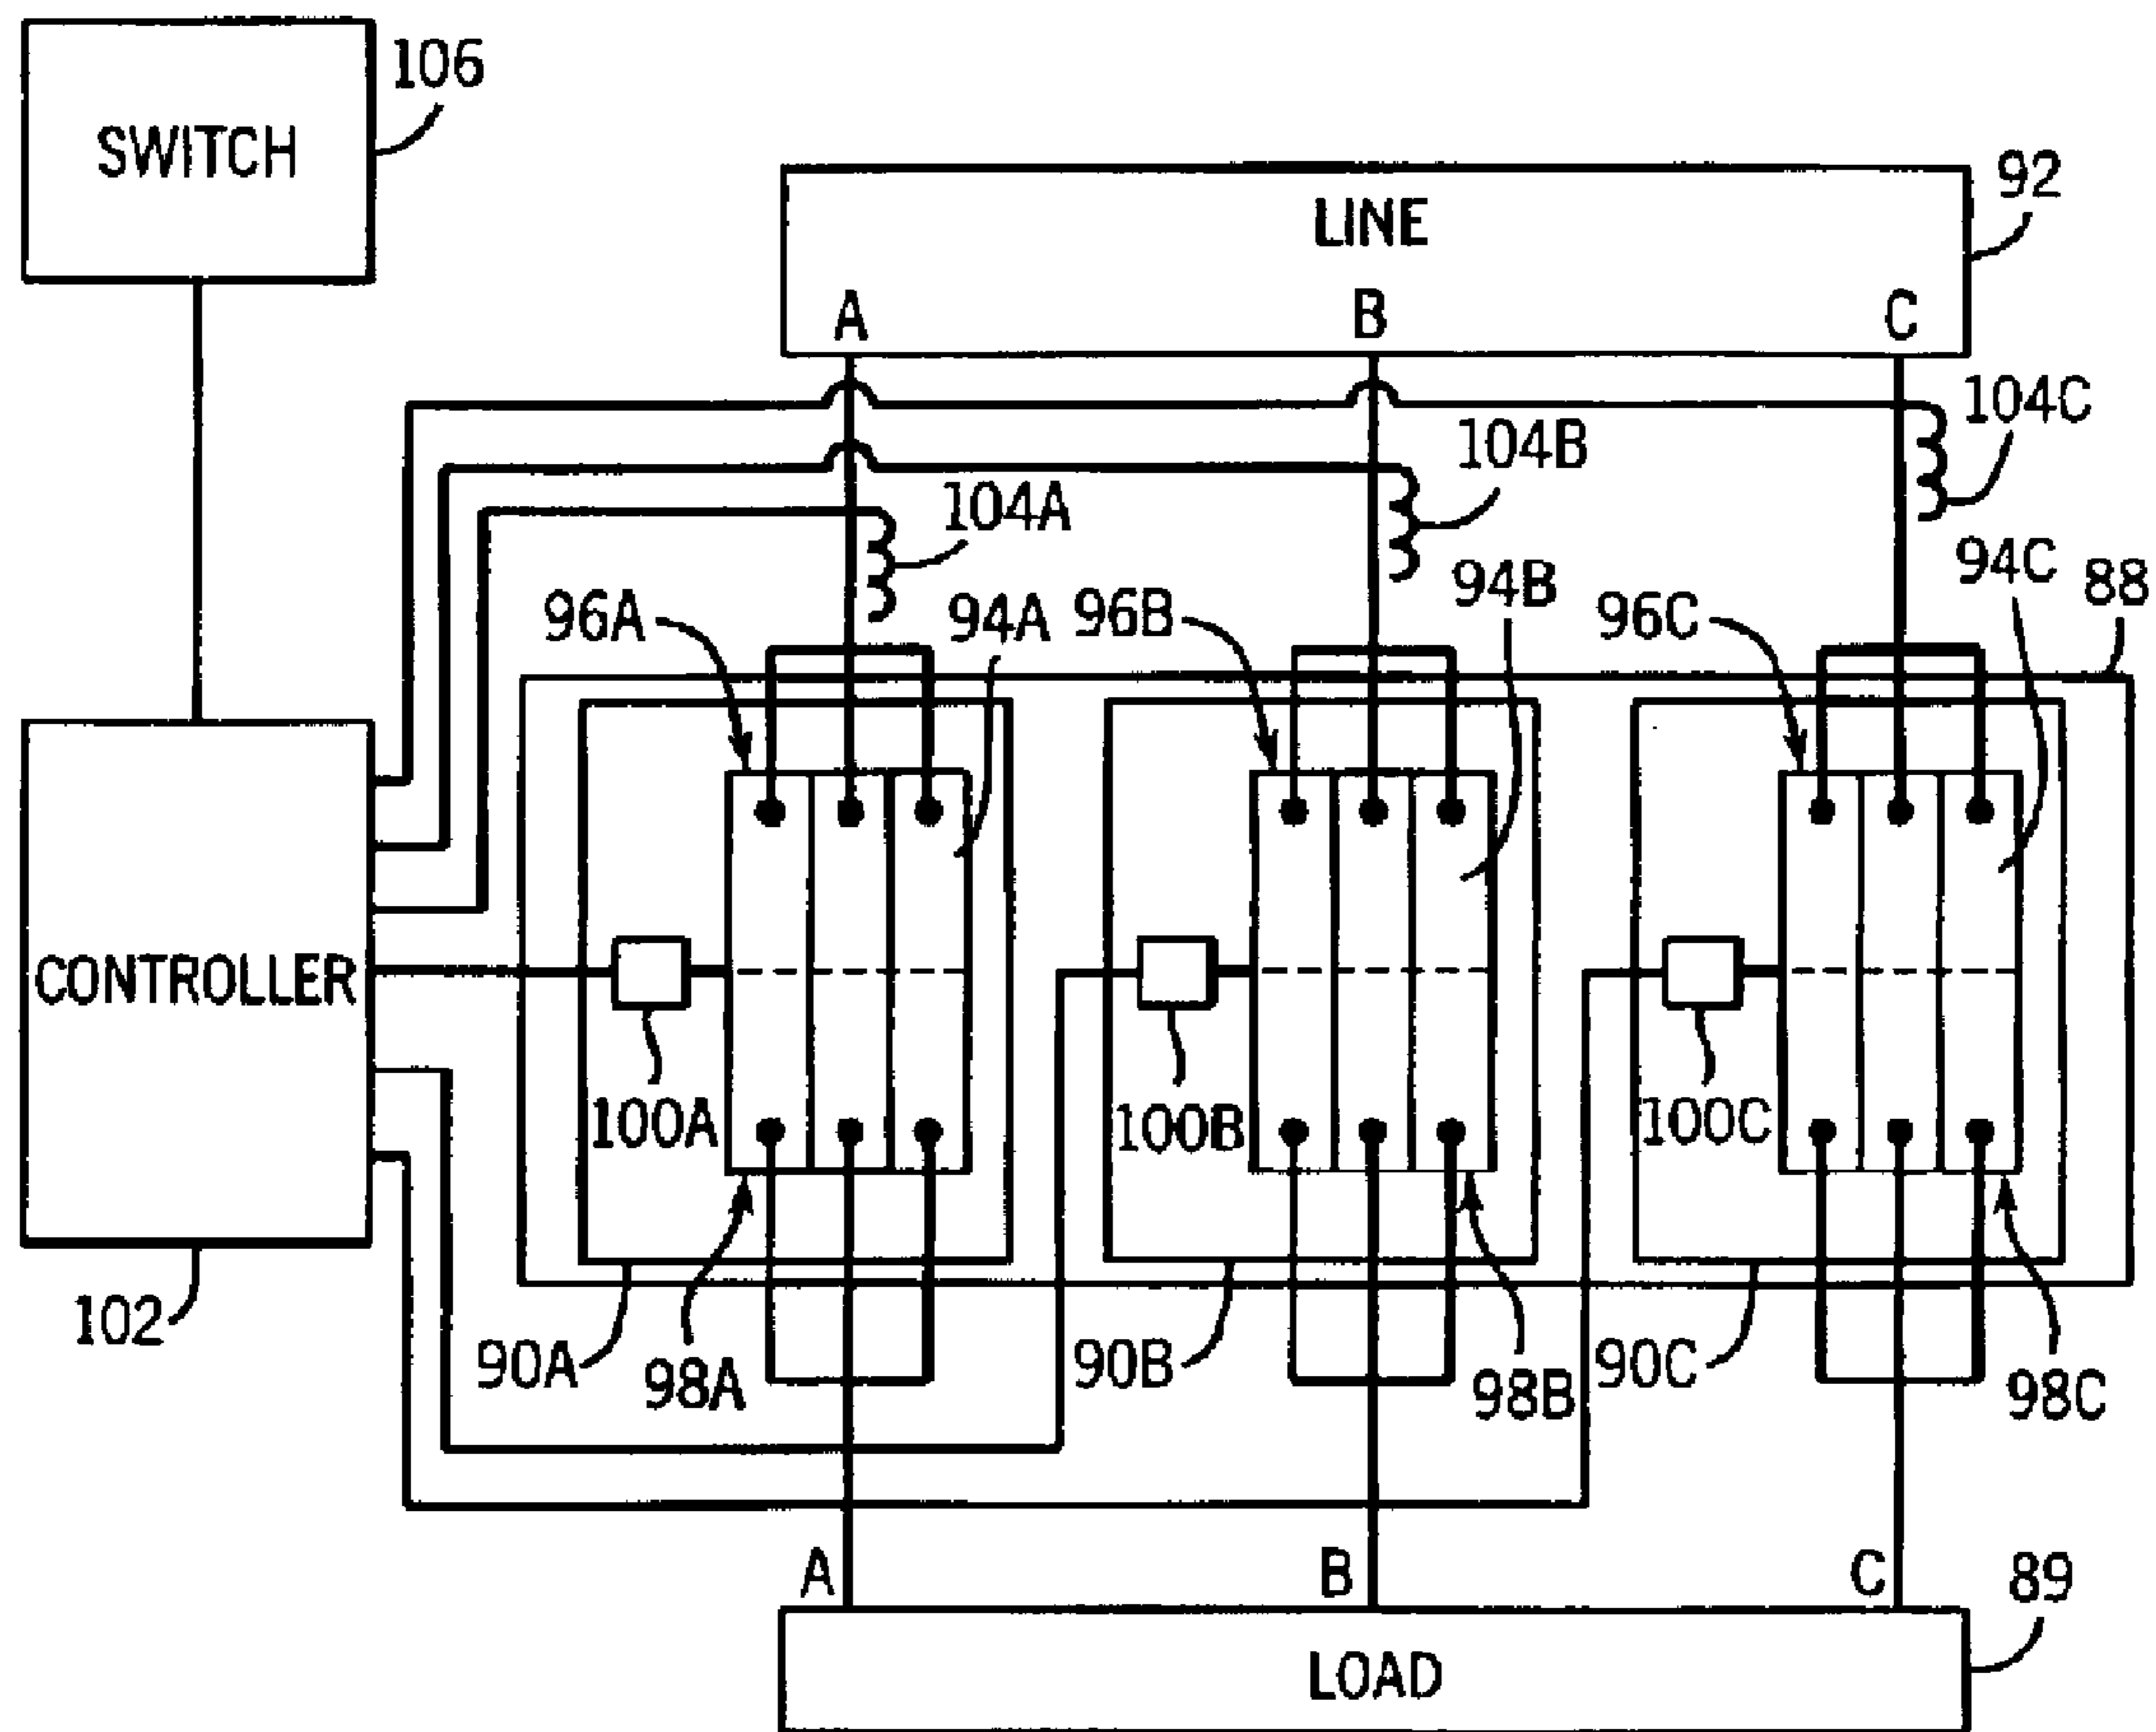 106
SWITCH
92
LINE
A B C
104C
104B
104A
94C
94B
88
96A
94A
96B
96C
CONTROLLER
100A
100B
100C
102
90A
98A
90B
98B
90C
98C
A B C
89
LOAD